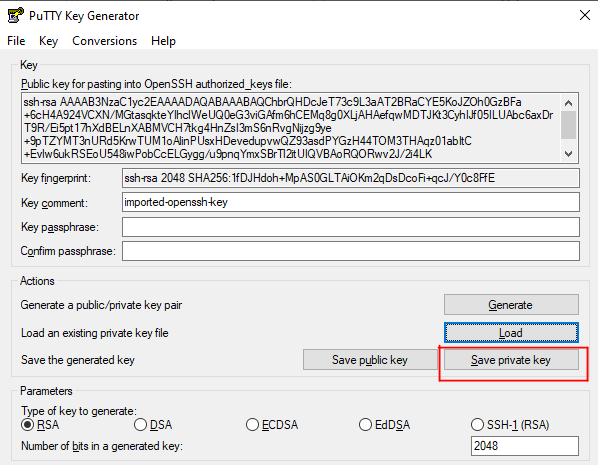 PuTTY Key Generator
File Key Conversions Help
Key
Public key for pasting into OpenSSH authorized_keys file:
ssh-rsa AAAAB3NzaC1yc2EAAAADAQABAAABAQChbrQHDcJeT73c9L3aAT2BRaCYE5KoJZOh0GzBFa
+6cH4A924VCXN/MGtasqkteYIhclWeUQ0eG3viGAfm6hCEMq8g0XLjAHAefqwMDTJKt3CyhIJf05ILUAbc6axDr
T9R/Ei5pt17hXdBELnXABMVCH7tkg4HnZsI3mS6nRvgNijzg9ye
+9pTZYMT3nURd5KrwTUM1oAlinPUsxHDevedupvwQZ93asdPYGzH44TOM3THAqz01abItC
+EvIw6ukRSEoU548iwPobCcELGygg/u9pnqYmxSBrTl2itUIQVBAoRQORwv2J/2i4LK
Key fingerprint: ssh-rsa 2048 SHA256:1fDJHdoh+MpAS0GLTAiOKm2qDsDcoFi+qcJ/Y0c8FfE
Key comment: imported-openssh-key
Key passphrase:
Confirm passphrase:
Actions
Generate a public/private key pair Generate
Load an existing private key file Load
Save the generated key Save public key Save private key
Parameters
Type of key to generate:
RSA DSA ECDSA EdDSA SSH-1 (RSA)
Number of bits in a generated key: 2048